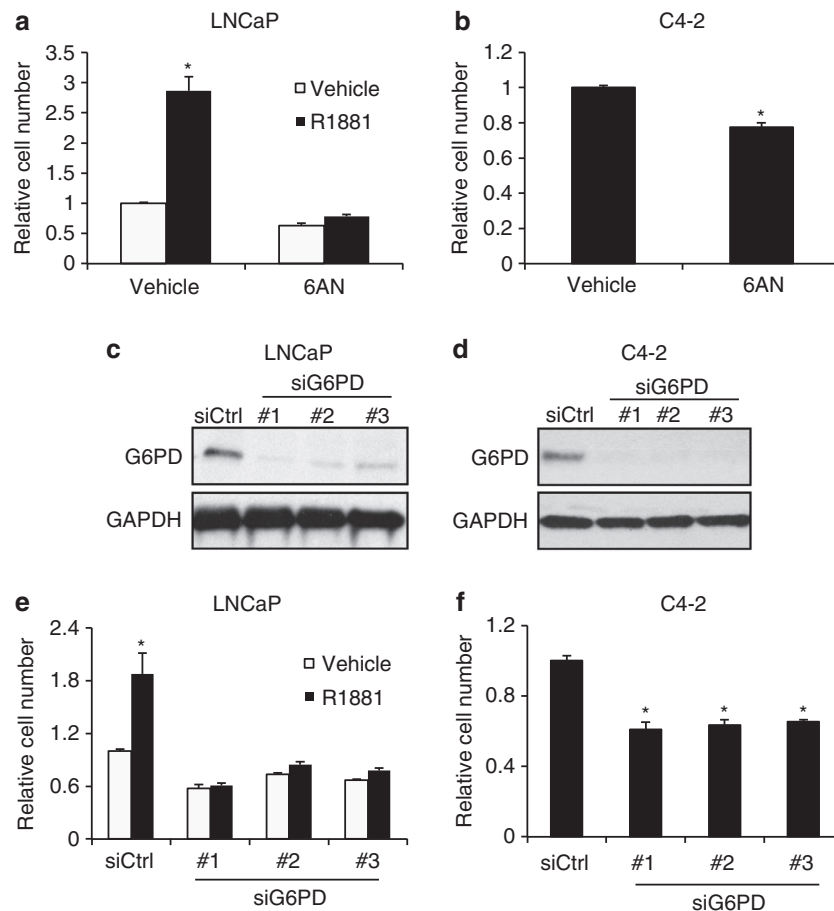 a
LNCaP
Relative cell number
3.5
3
2.5
2
1.5
1
0.5
0
*
Vehicle
R1881
Vehicle
6AN
b
C4-2
Relative cell number
1.2
1
0.8
0.6
0.4
0.2
0
*
Vehicle
6AN
c
LNCaP
siG6PD
siCtrl #1 #2 #3
G6PD
GAPDH
d
C4-2
siG6PD
siCtrl #1 #2 #3
G6PD
GAPDH
e
LNCaP
Relative cell number
2.4
1.8
1.2
0.6
0
*
Vehicle
R1881
siCtrl #1 #2 #3
siG6PD
f
C4-2
Relative cell number
1.2
0.8
0.4
0
* * *
siCtrl #1 #2 #3
siG6PD